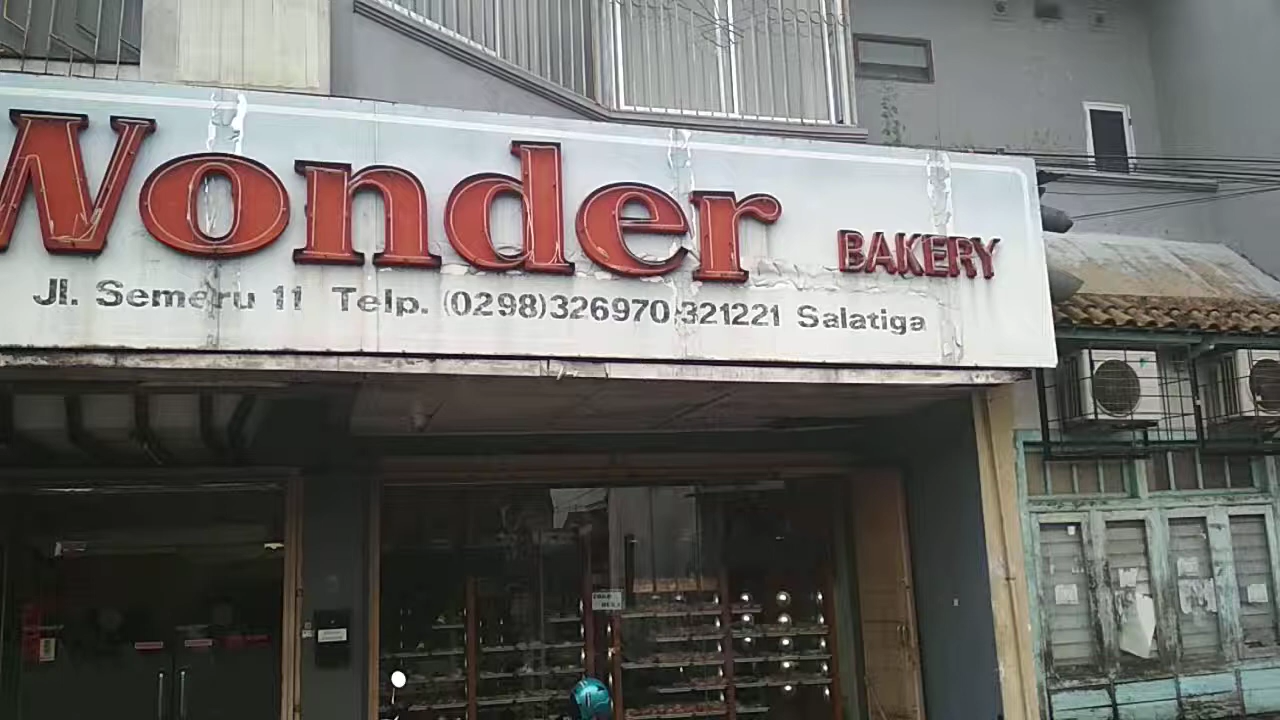 Wonder BAKERY
Jl. Semeru 11 Telp. (0298)326970-321221 Salatiga